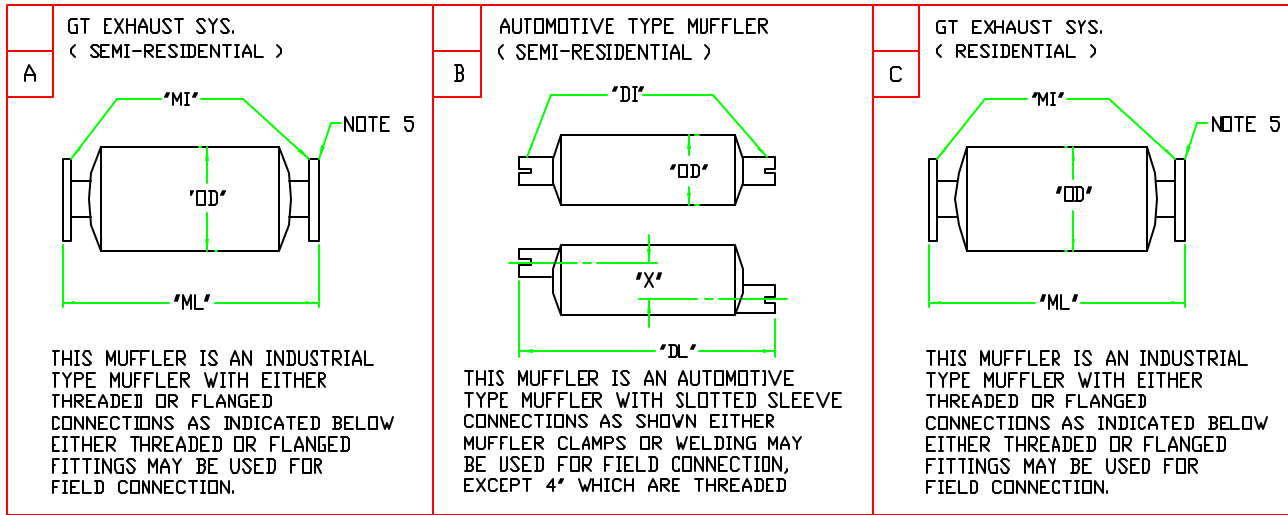 A
GT EXHAUST SYS.
( SEMI-RESIDENTIAL )
"MI"
NOTE 5
"OD"
"ML"
THIS MUFFLER IS AN INDUSTRIAL
TYPE MUFFLER WITH EITHER
THREADED OR FLANGED
CONNECTIONS AS INDICATED BELOW
EITHER THREADED OR FLANGED
FITTINGS MAY BE USED FOR
FIELD CONNECTION.
B
AUTOMOTIVE TYPE MUFFLER
( SEMI-RESIDENTIAL )
"DI"
"OD"
"X"
"DL"
THIS MUFFLER IS AN AUTOMOTIVE
TYPE MUFFLER WITH SLOTTED SLEEVE
CONNECTIONS AS SHOWN EITHER
MUFFLER CLAMPS OR WELDING MAY
BE USED FOR FIELD CONNECTION,
EXCEPT 4" WHICH ARE THREADED
C
GT EXHAUST SYS.
( RESIDENTIAL )
"MI"
NOTE 5
"OD"
"ML"
THIS MUFFLER IS AN INDUSTRIAL
TYPE MUFFLER WITH EITHER
THREADED OR FLANGED
CONNECTIONS AS INDICATED BELOW
EITHER THREADED OR FLANGED
FITTINGS MAY BE USED FOR
FIELD CONNECTION.